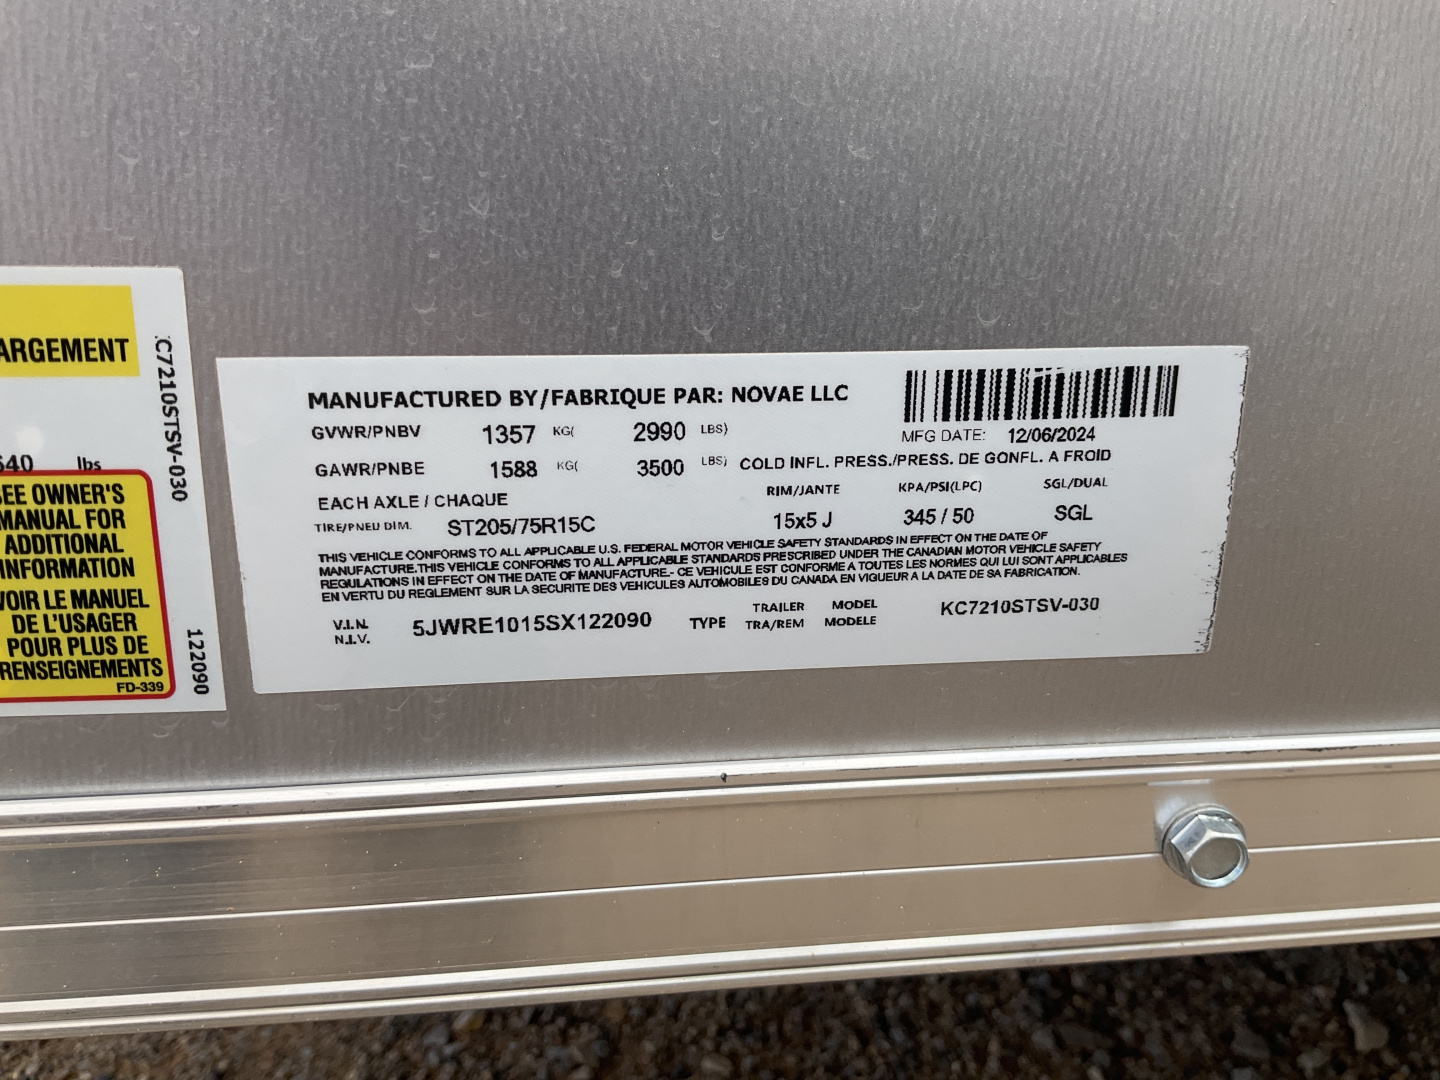 ARGEMENT
640 lbs
SEE OWNER'S
MANUAL FOR
ADDITIONAL
INFORMATION
VOIR LE MANUEL
DE L'USAGER
POUR PLUS DE
RENSEIGNEMENTS
FD-339
C7210STSV-030
122090
MANUFACTURED BY/FABRIQUE PAR: NOVAE LLC
GVWR/PNBV 1357 KG( 2990 LBS)
MFG DATE: 12/06/2024
GAWR/PNBE 1588 KG( 3500 LBS) COLD INFL. PRESS./PRESS. DE GONFL. A FROID
EACH AXLE / CHAQUE RIM/JANTE KPA/PSI(LPC) SGL/DUAL
TIRE/PNEU DIM. ST205/75R15C 15x5 J 345 / 50 SGL
THIS VEHICLE CONFORMS TO ALL APPLICABLE U.S. FEDERAL MOTOR VEHICLE SAFETY STANDARDS IN EFFECT ON THE DATE OF
MANUFACTURE.THIS VEHICLE CONFORMS TO ALL APPLICABLE STANDARDS PRESCRIBED UNDER THE CANADIAN MOTOR VEHICLE SAFETY
REGULATIONS IN EFFECT ON THE DATE OF MANUFACTURE.- CE VEHICULE EST CONFORME A TOUTES LES NORMES QUI LUI SONT APPLICABLES
EN VERTU DU REGLEMENT SUR LA SECURITE DES VEHICULES AUTOMOBILES DU CANADA EN VIGUEUR A LA DATE DE SA FABRICATION.
V.I.N. 5JWRE1015SX122090 TYPE TRAILER MODEL KC7210STSV-030
N.I.V. TRA/REM MODELE